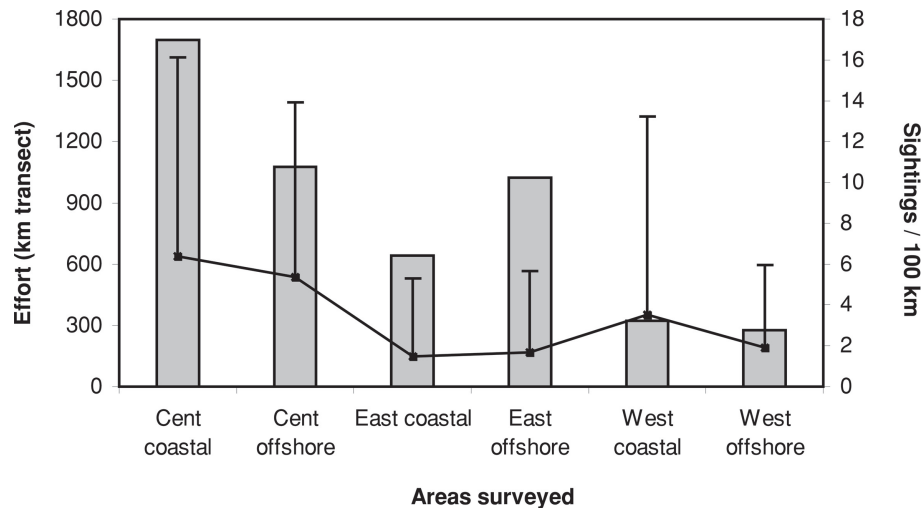 1800
1500
1200
900
600
300
0
Effort (km transect)
18
16
14
12
10
8
6
4
2
0
Sightings / 100 km
Cent coastal
Cent offshore
East coastal
East offshore
West coastal
West offshore
Areas surveyed